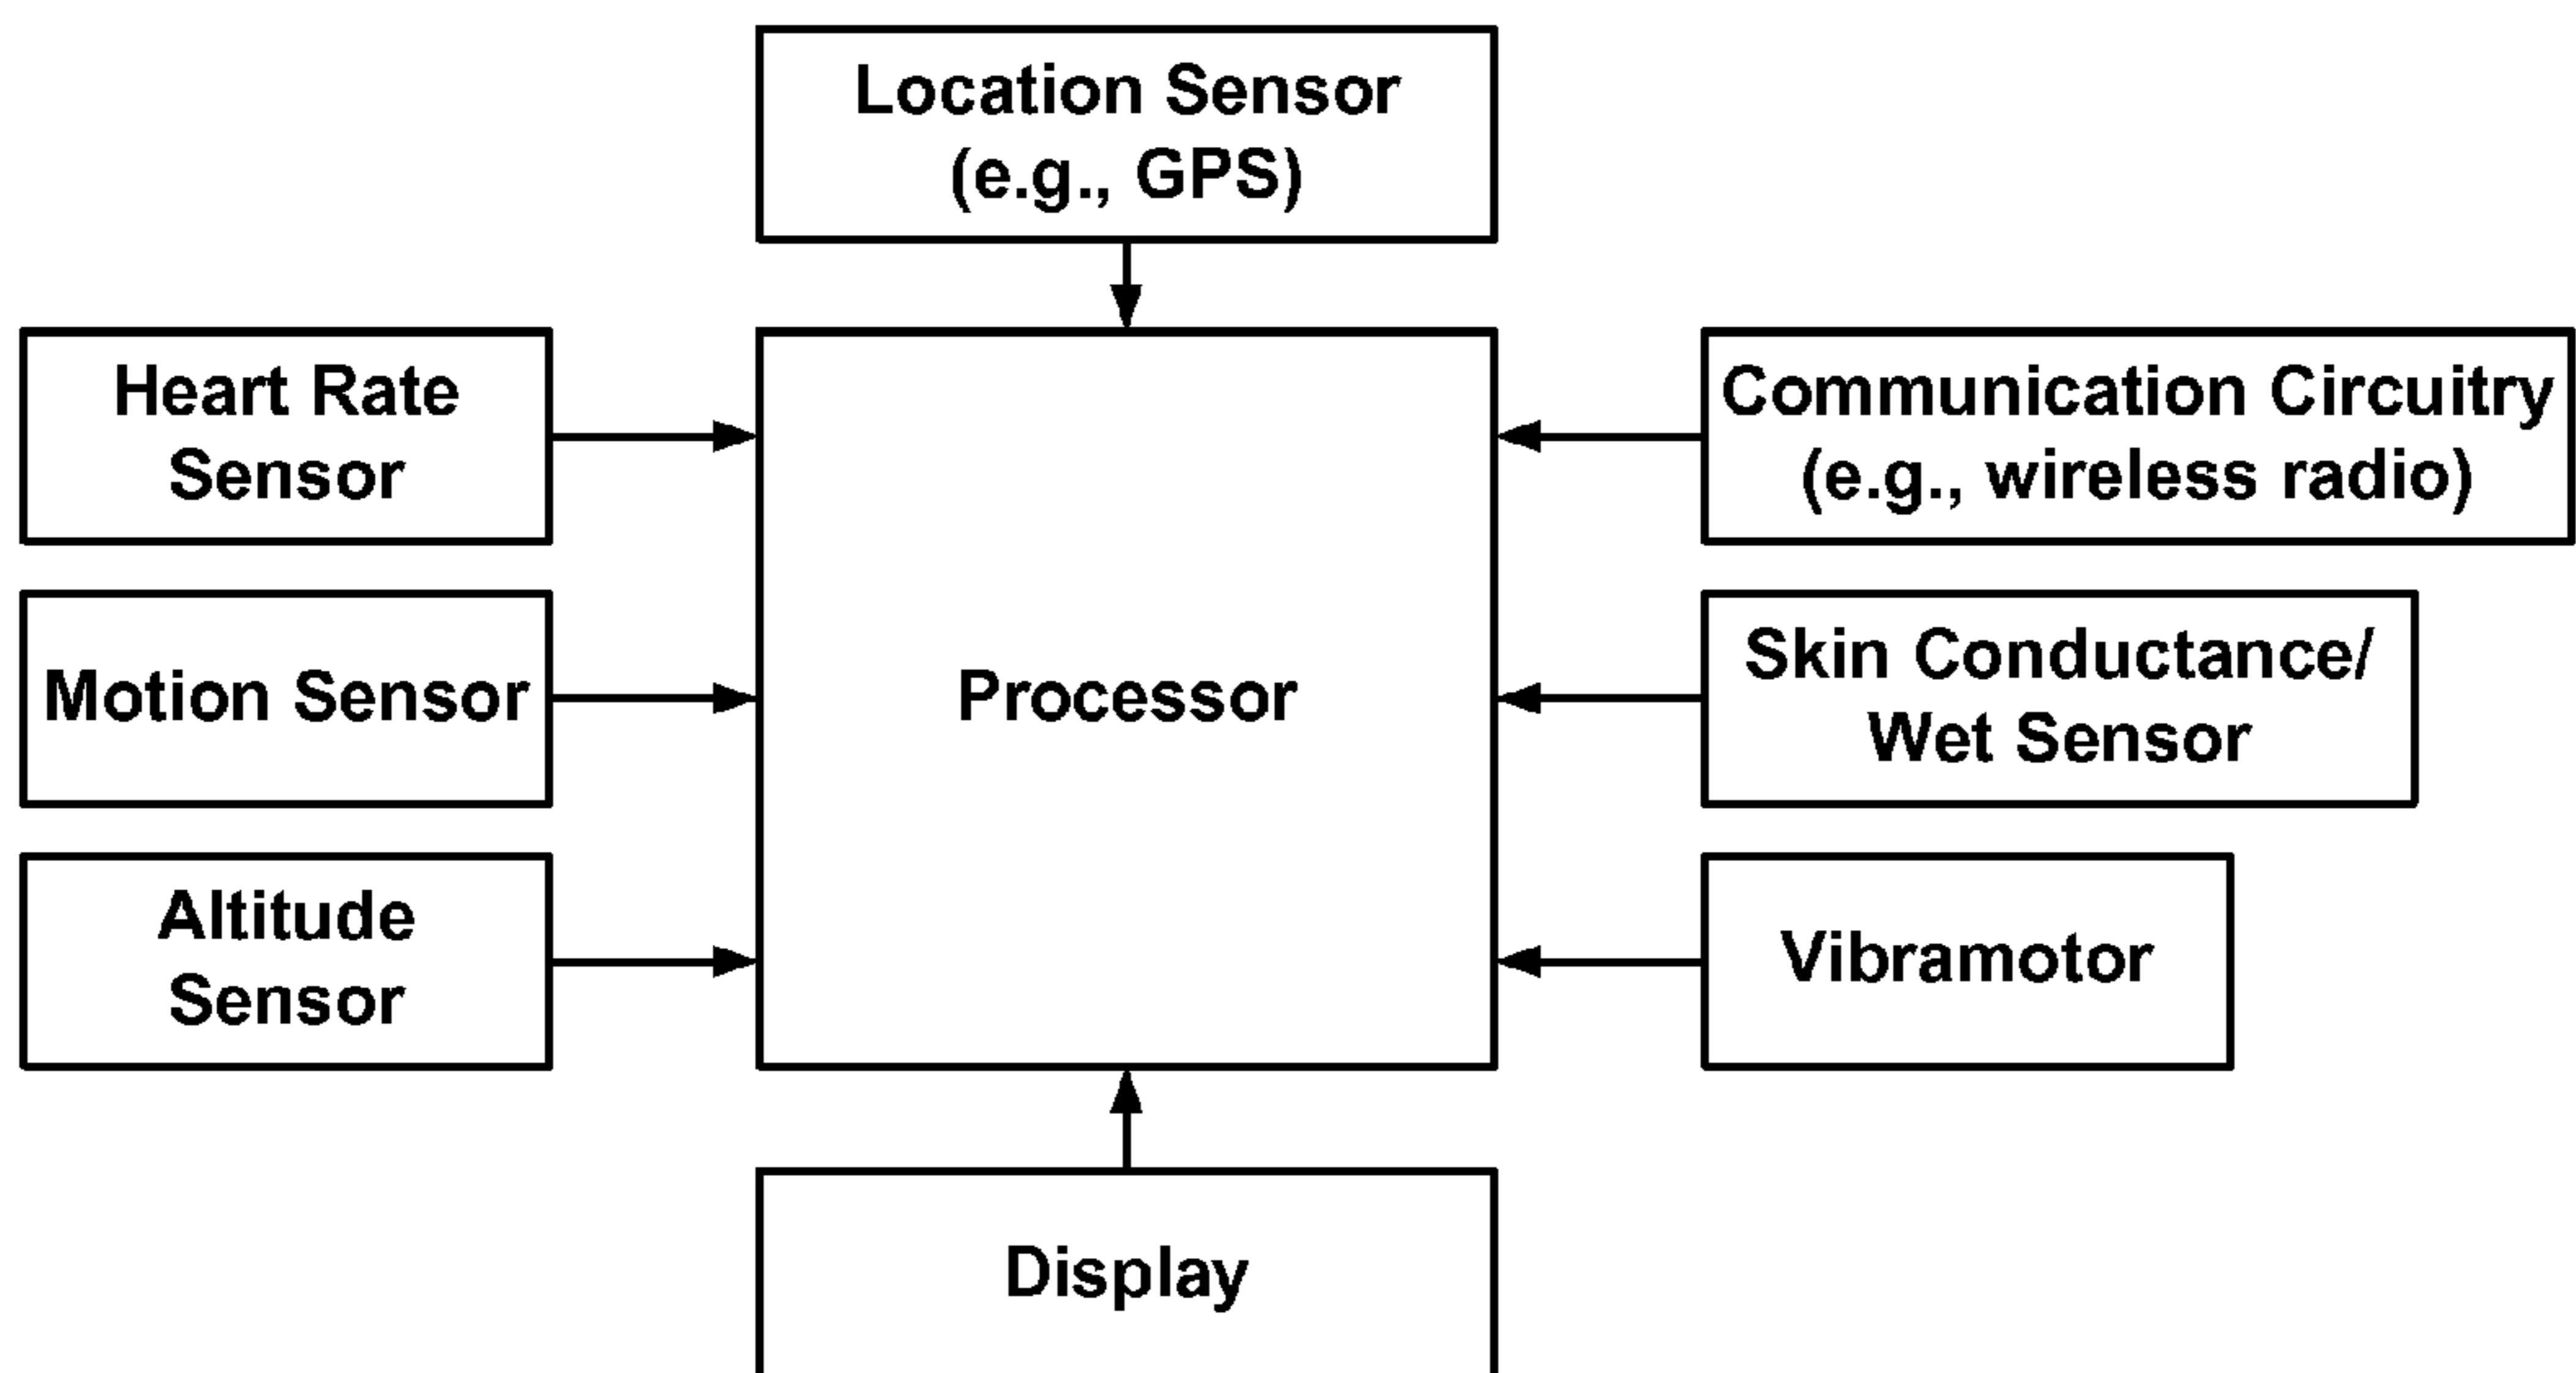 Location Sensor
(e.g., GPS)
Heart Rate
Sensor
Communication Circuitry
(e.g., wireless radio)
Motion Sensor
Processor
Skin Conductance/
Wet Sensor
Altitude
Sensor
Vibramotor
Display